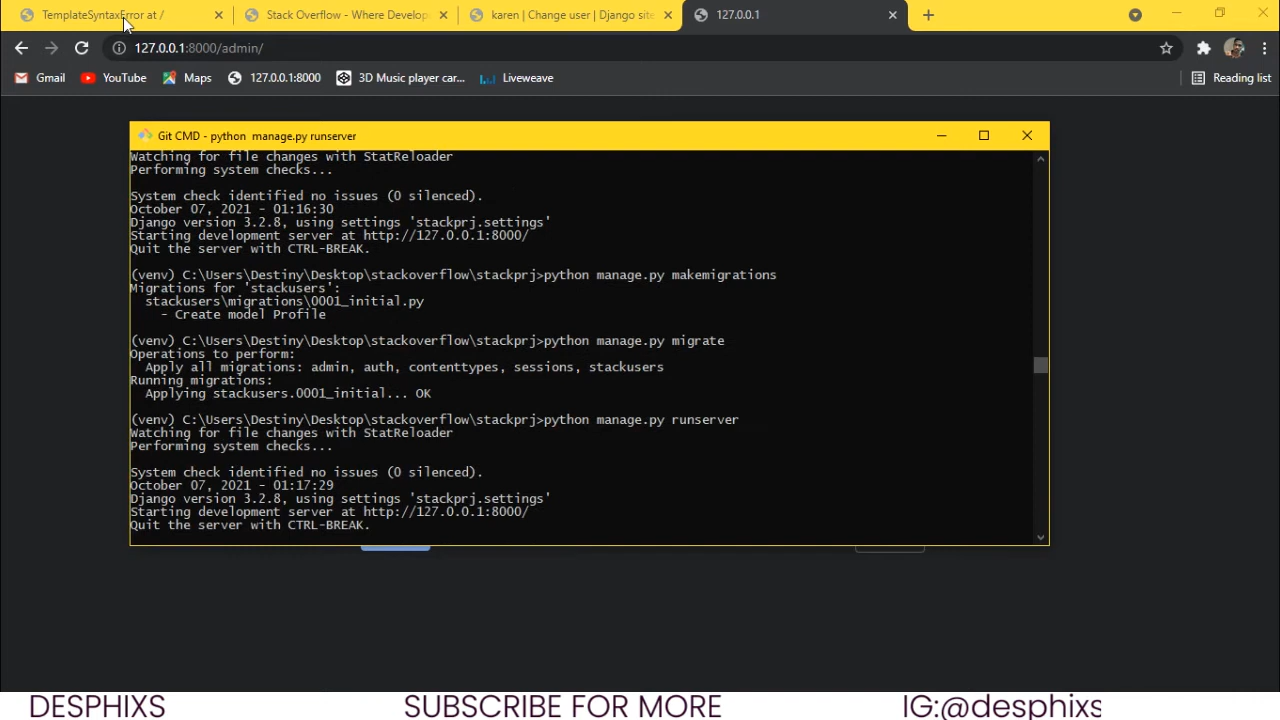 TemplateSyntaxError at /
Stack Overflow - Where Develop
karen | Change user | Django site
127.0.0.1
127.0.0.1:8000/admin/
Gmail
YouTube
Maps
127.0.0.1:8000
3D Music player car...
Liveweave
Reading list
Git CMD - python  manage.py runserver
Watching for file changes with StatReloader
Performing system checks...
System check identified no issues (0 silenced).
October 07, 2021 - 01:16:30
Django version 3.2.8, using settings 'stackprj.settings'
Starting development server at http://127.0.0.1:8000/
Quit the server with CTRL-BREAK.
(venv) C:\Users\Destiny\Desktop\stackoverflow\stackprj>python manage.py makemigrations
Migrations for 'stackusers':
stackusers\migrations\0001_initial.py
- Create model Profile
(venv) C:\Users\Destiny\Desktop\stackoverflow\stackprj>python manage.py migrate
Operations to perform:
Apply all migrations: admin, auth, contenttypes, sessions, stackusers
Running migrations:
Applying stackusers.0001_initial... OK
(venv) C:\Users\Destiny\Desktop\stackoverflow\stackprj>python manage.py runserver
Watching for file changes with StatReloader
Performing system checks...
System check identified no issues (0 silenced).
October 07, 2021 - 01:17:29
Django version 3.2.8, using settings 'stackprj.settings'
Starting development server at http://127.0.0.1:8000/
Quit the server with CTRL-BREAK.
DESPHIXS
SUBSCRIBE FOR MORE
IG:@desphixs